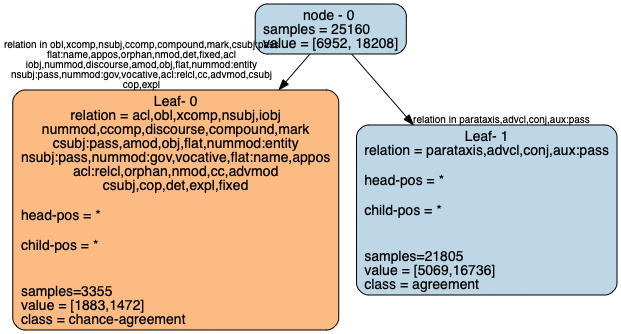 node - 0
samples = 25160
value = [6952, 18208]
relation in obl,xcomp,nsubj,ccomp,compound,mark,csubj:pass
flat:name,appos,orphan,nmod,det,fixed,acl
iobj,nummod,discourse,amod,obj,flat,nummod:entity
nsubj:pass,nummod:gov,vocative,acl:relcl,cc,advmod,csubj
cop,expl
relation in parataxis,advcl,conj,aux:pass
Leaf- 0
relation = acl,obl,xcomp,nsubj,iobj
nummod,ccomp,discourse,compound,mark
csubj:pass,amod,obj,flat,nummod:entity
nsubj:pass,nummod:gov,vocative,flat:name,appos
acl:relcl,orphan,nmod,cc,advmod
csubj,cop,det,expl,fixed
head-pos = *
child-pos = *
samples=3355
value = [1883,1472]
class = chance-agreement
Leaf- 1
relation = parataxis,advcl,conj,aux:pass
head-pos = *
child-pos = *
samples=21805
value = [5069,16736]
class = agreement